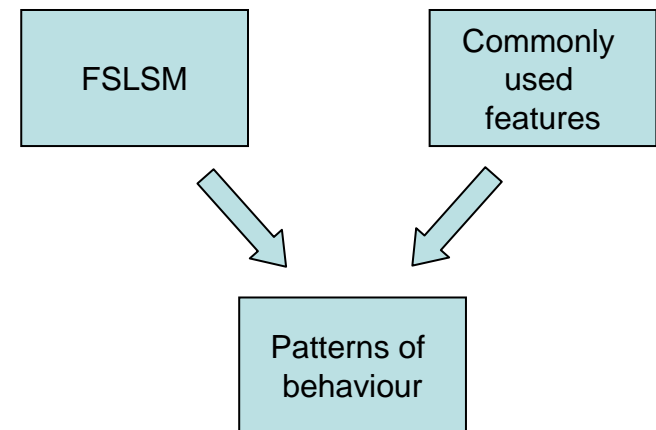 FSLSM
Commonly
used
features
Patterns of
behaviour